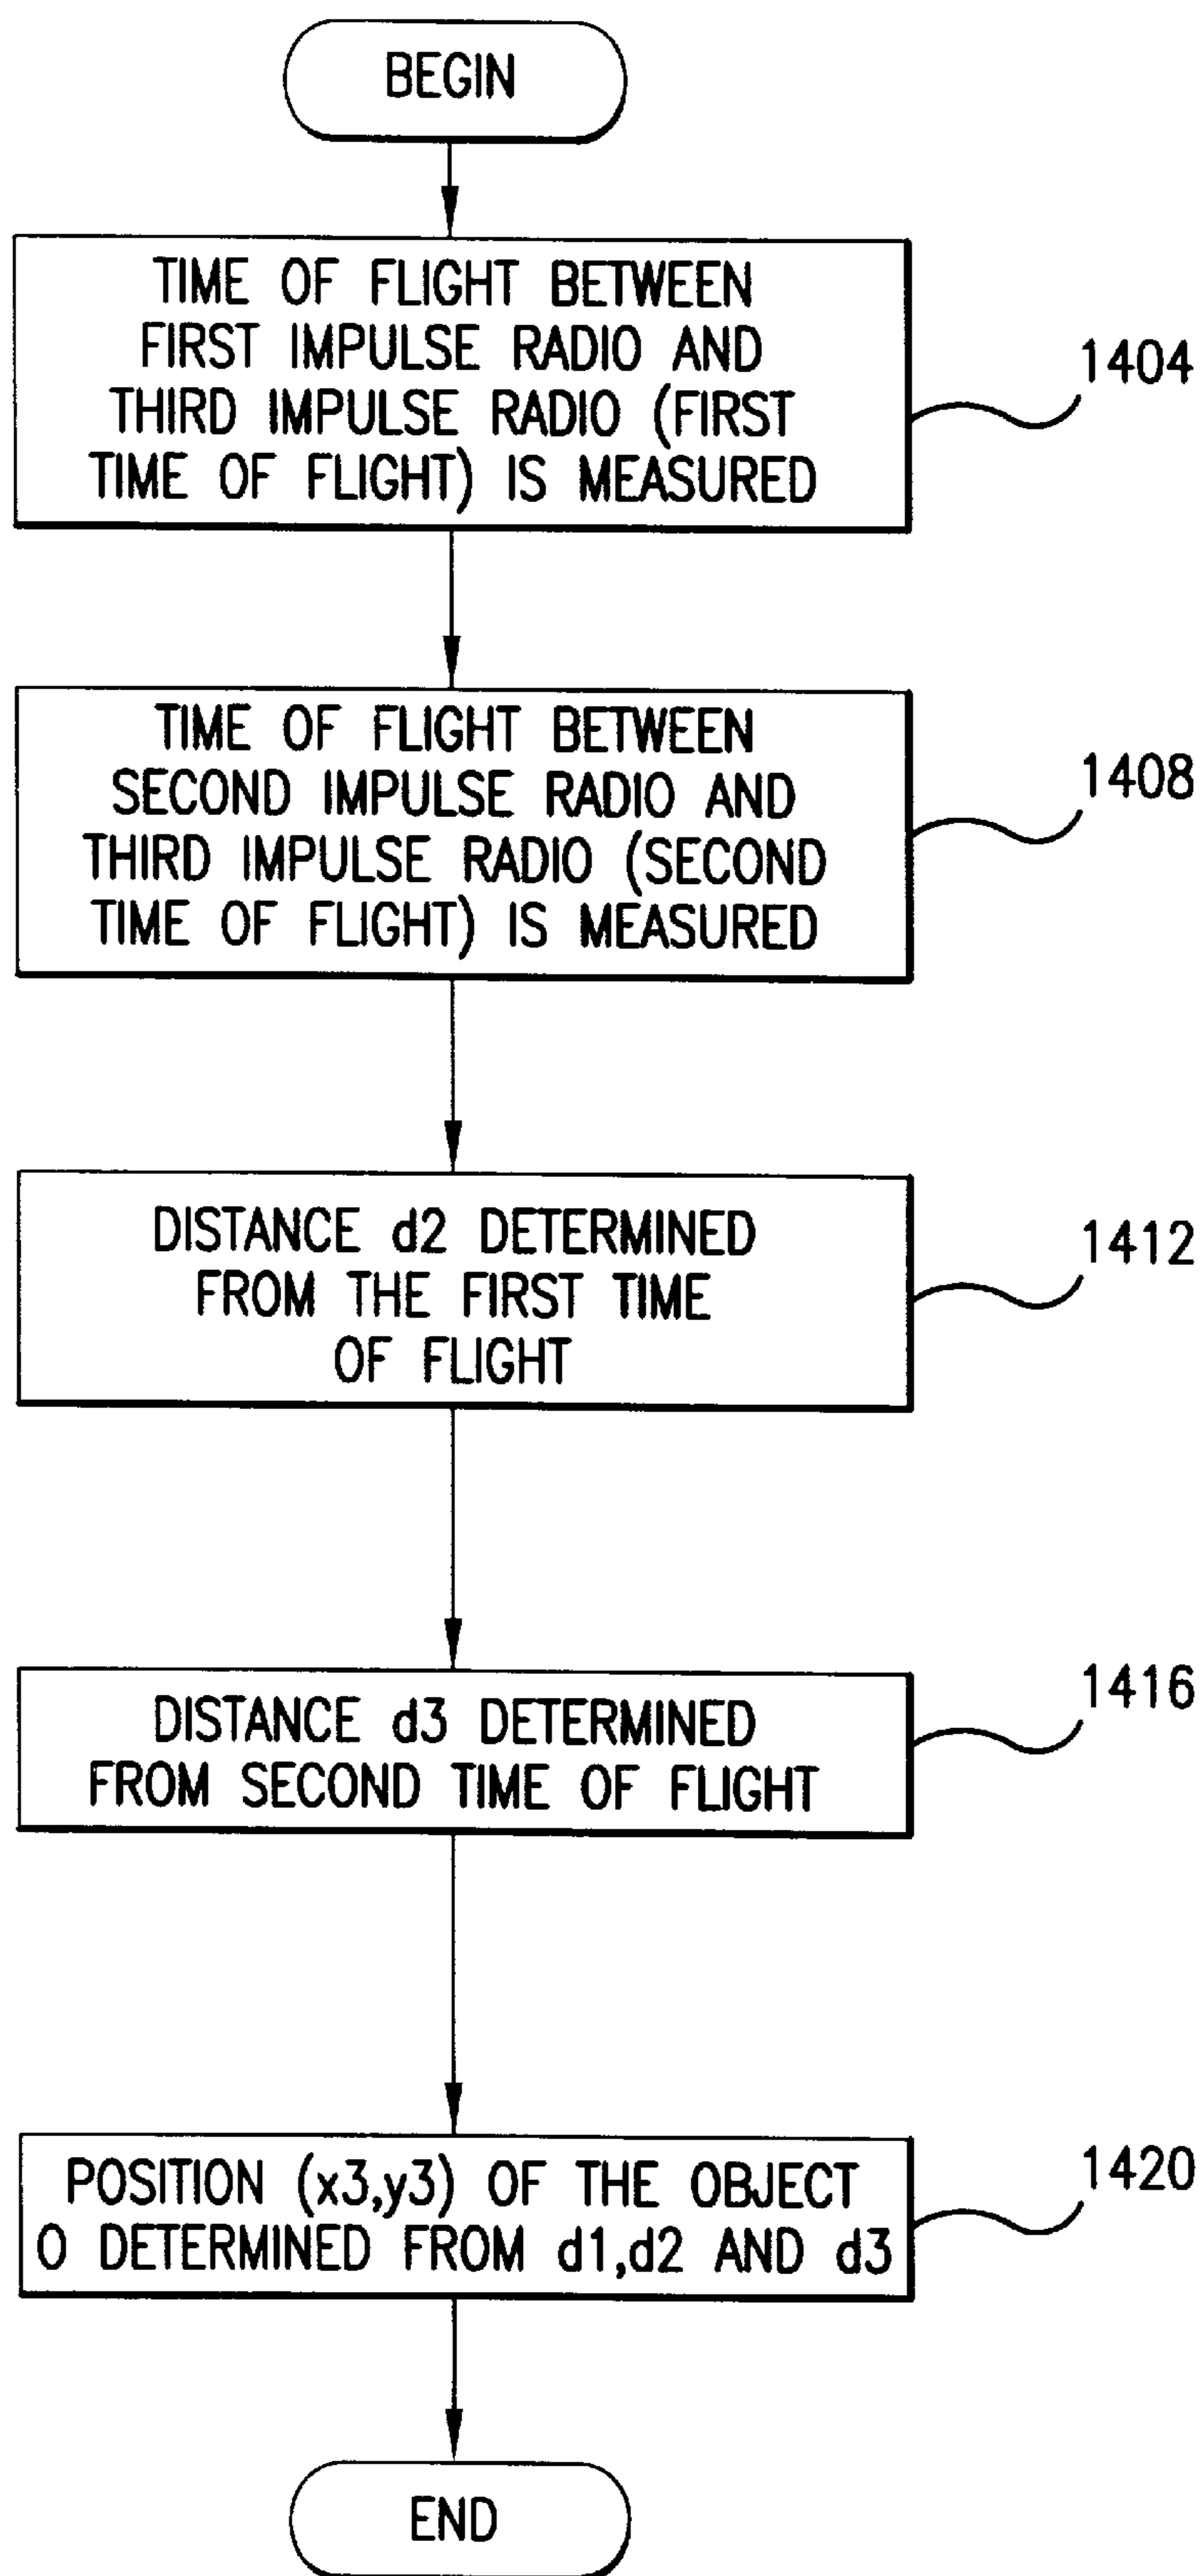 BEGIN
TIME OF FLIGHT BETWEEN
FIRST IMPULSE RADIO AND
THIRD IMPULSE RADIO (FIRST
TIME OF FLIGHT) IS MEASURED
1404
TIME OF FLIGHT BETWEEN
SECOND IMPULSE RADIO AND
THIRD IMPULSE RADIO (SECOND
TIME OF FLIGHT) IS MEASURED
1408
DISTANCE d2 DETERMINED
FROM THE FIRST TIME
OF FLIGHT
1412
DISTANCE d3 DETERMINED
FROM SECOND TIME OF FLIGHT
1416
POSITION (x3,y3) OF THE OBJECT
O DETERMINED FROM d1,d2 AND d3
1420
END